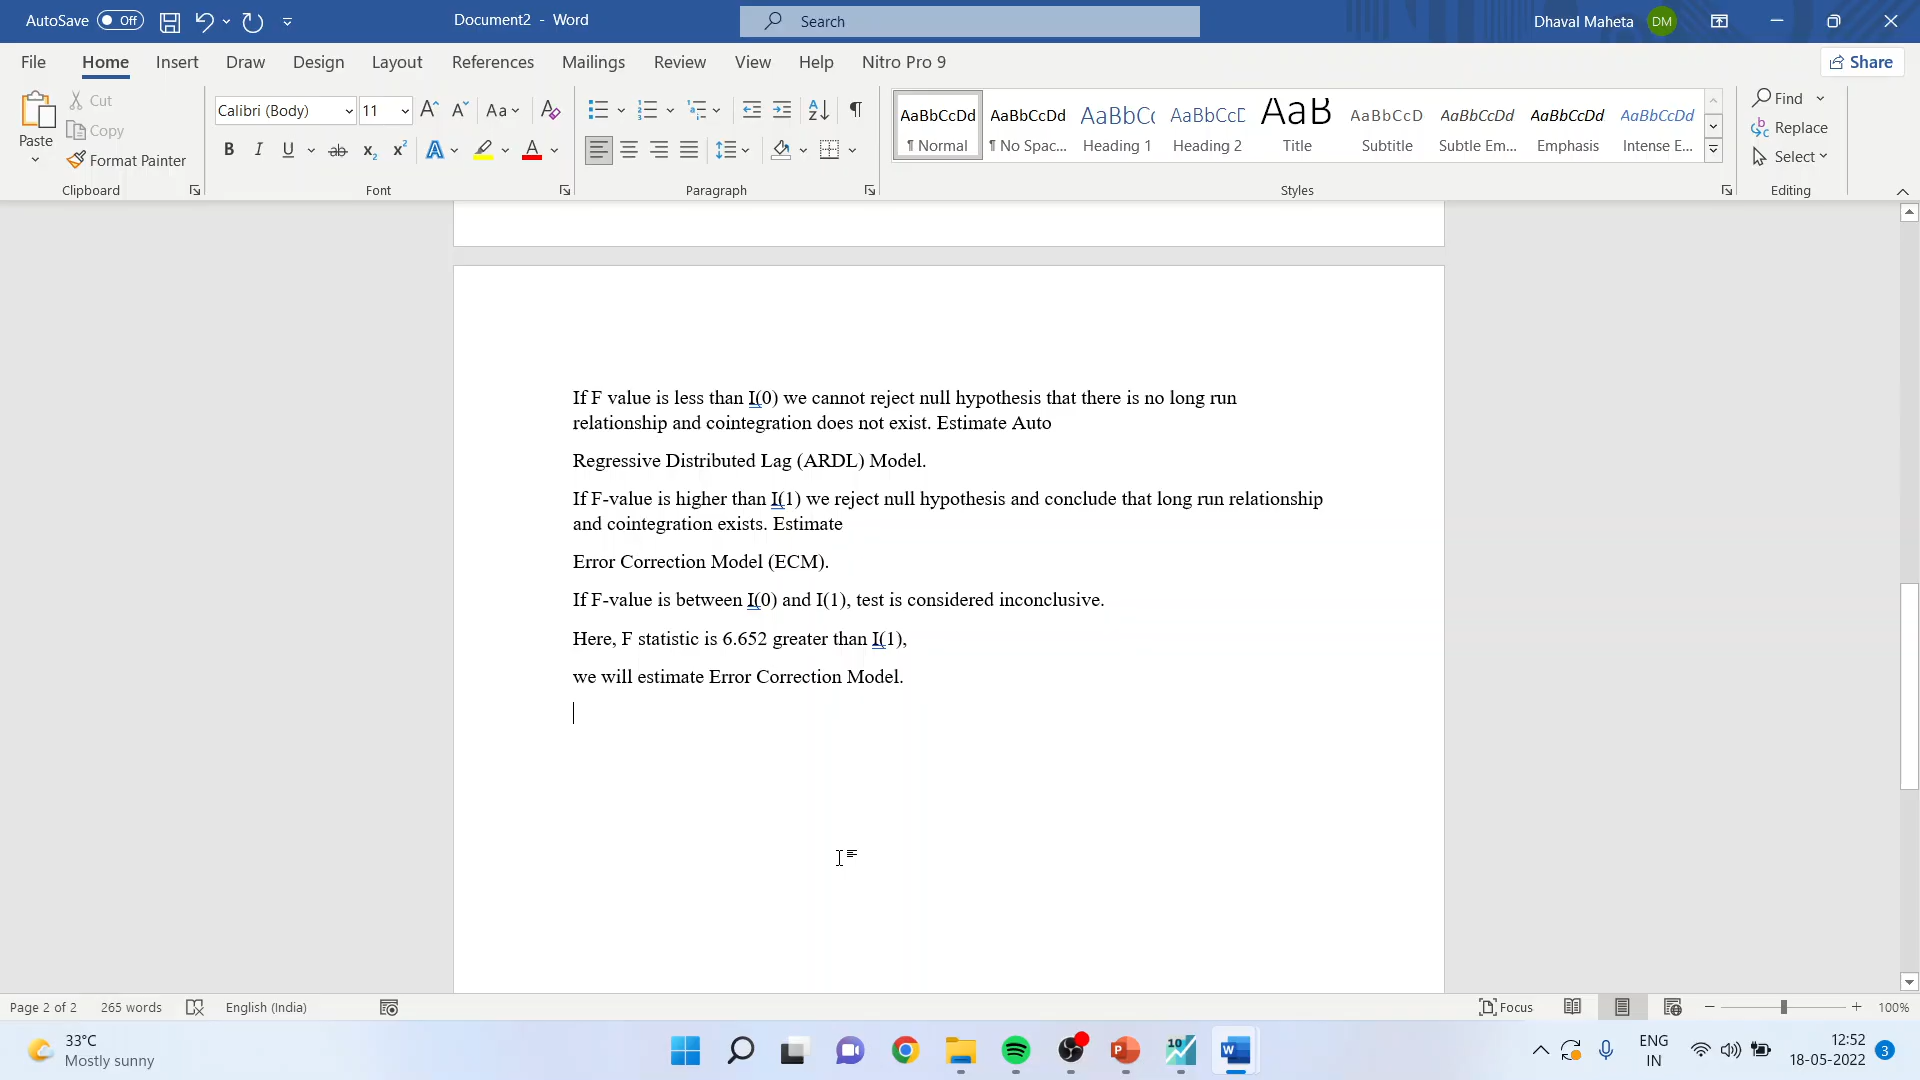 AutoSave Off Document2 - Word Search Dhaval Maheta DM
File Home Insert Draw Design Layout References Mailings Review View Help Nitro Pro 9 Share
Paste Cut Copy Format Painter
Calibri (Body) 11
AaBbCcDd AaBbCcDd AaBbC AaBbCcD AaB AaBbCcD AaBbCcDd AaBbCcDd AaBbCcDd
¶ Normal ¶ No Spac... Heading 1 Heading 2 Title Subtitle Subtle Em... Emphasis Intense E...
Find Replace Select
Clipboard Font Paragraph Styles Editing
If F value is less than I(0) we cannot reject null hypothesis that there is no long run
relationship and cointegration does not exist. Estimate Auto
Regressive Distributed Lag (ARDL) Model.
If F-value is higher than I(1) we reject null hypothesis and conclude that long run relationship
and cointegration exists. Estimate
Error Correction Model (ECM).
If F-value is between I(0) and I(1), test is considered inconclusive.
Here, F statistic is 6.652 greater than I(1),
we will estimate Error Correction Model.
Page 2 of 2 265 words English (India) Focus 100%
33°C
Mostly sunny
10
ENG
IN
12:52
18-05-2022 3